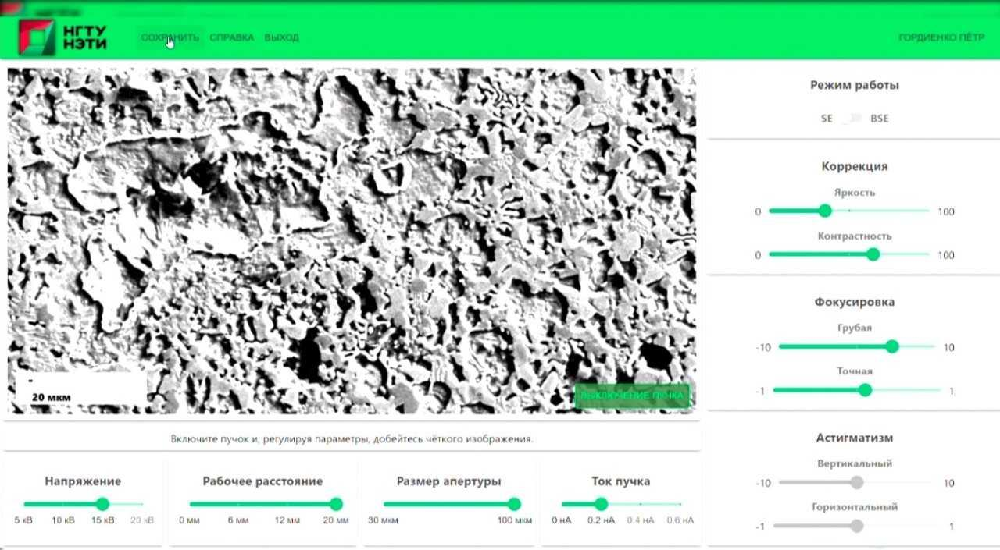 НГТУ
НЭТИ
СОХРАНИТЬ СПРАВКА ВЫХОД
ГОРДИЕНКО ПЁТР
Режим работы
SE BSE
Коррекция
Яркость
0 100
Контрастность
0 100
Фокусировка
Грубая
-10 10
Точная
-1 1
Астигматизм
Вертикальный
-10 10
Горизонтальный
-1 1
20 мкм
ВЫКЛЮЧЕНИЕ ПУЧКА
Включите пучок и, регулируя параметры, добейтесь чёткого изображения.
Напряжение
5 кВ 10 кВ 15 кВ 20 кВ
Рабочее расстояние
0 мм 6 мм 12 мм 20 мм
Размер апертуры
30 мкм 100 мкм
Ток пучка
0 нА 0.2 нА 0.4 нА 0.6 нА